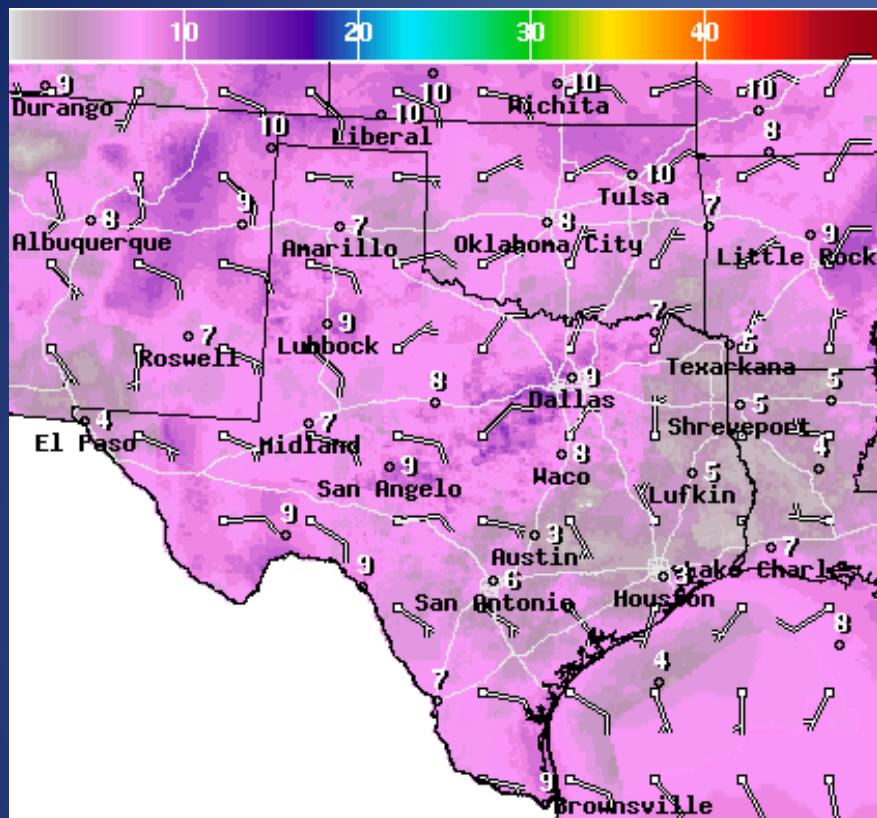 10 20 30 40
9 10 10 10
Durango Wichita
10 Liberal
10 8
10 Tulsa
8 9 7 8 7 9
Albuquerque Amarillo Oklahoma City Little Rock
7 9 7
Roswell Lubbock Texarkana 5
9
Dallas
8 5 5
4 7 Shreveport
El Paso Midland
8 4
9 Waco 5
San Angelo Lufkin
9 3 7
Austin Lake Charles
9 6 3
San Antonio Houston
8
4
7
9
Brownsville